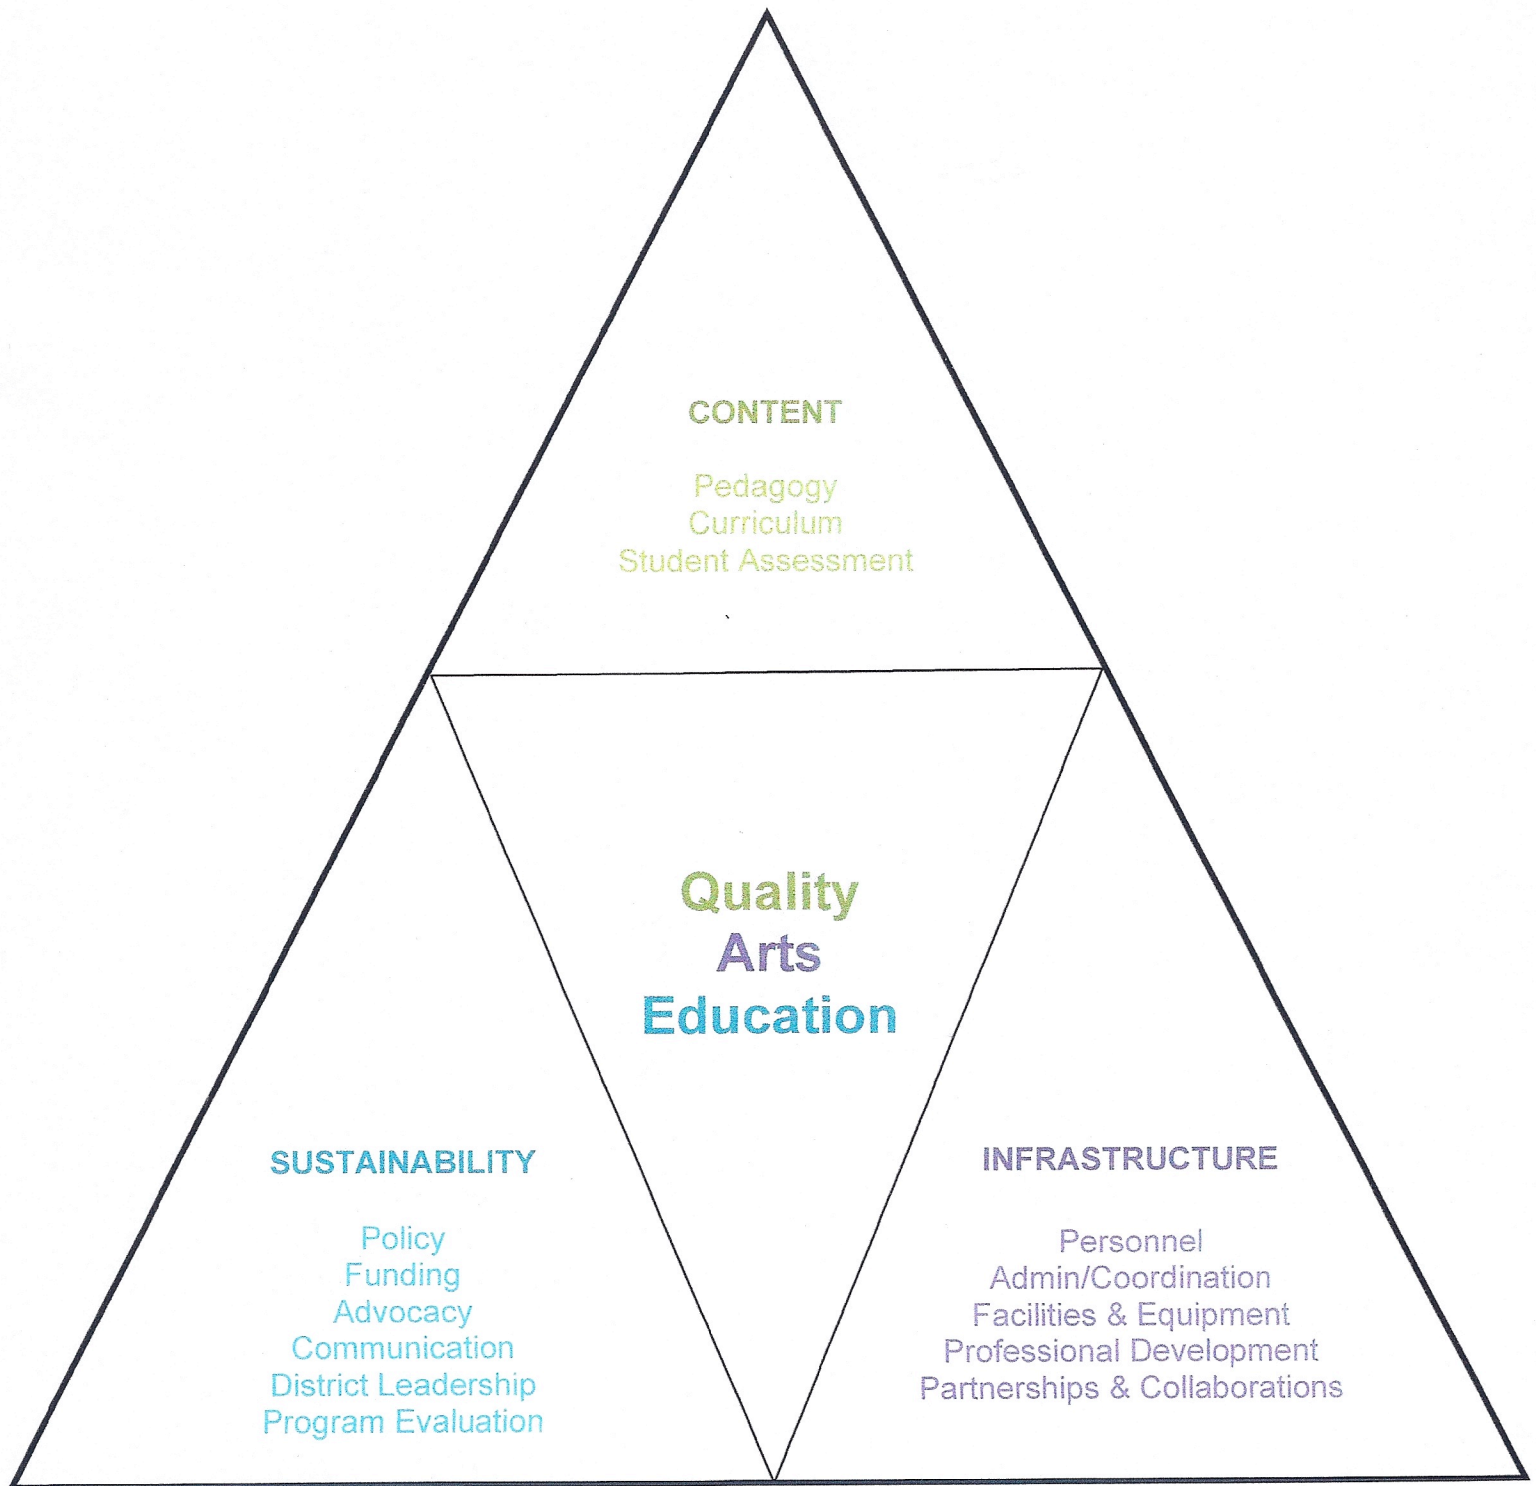 CONTENT
Pedagogy
Curriculum
Student Assessment
Quality
Arts
Education
SUSTAINABILITY
Policy
Funding
Advocacy
Communication
District Leadership
Program Evaluation
INFRASTRUCTURE
Personnel
Admin/Coordination
Facilities & Equipment
Professional Development
Partnerships & Collaborations